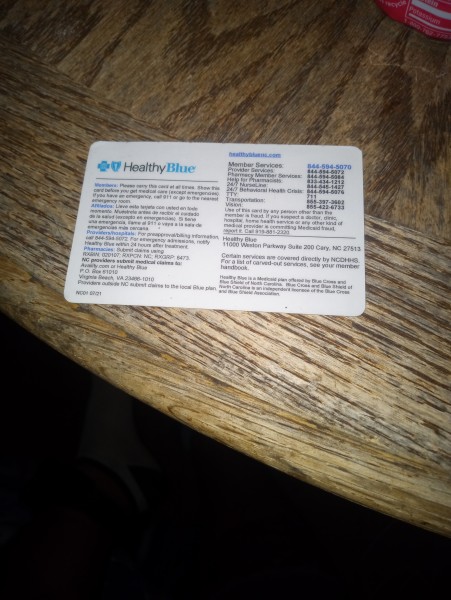 HealthyBlue
Members: Please carry this card at all times. Show this
card before you get medical care (except emergencies).
If you have an emergency, call 911 or go to the nearest
emergency room.
Afiliados: Lleve esta tarjeta con usted en todo
momento. Muéstrela antes de recibir el cuidado
de la salud (excepto en emergencias). Si tiene
una emergencia, llame al 911 o vaya a la sala de
emergencias más cercana.
Providers/hospitals: For preapproval/billing information,
call 844-594-5072. For emergency admissions, notify
Healthy Blue within 24 hours after treatment.
Pharmacies: Submit claims using
RXBIN: 020107; RXPCN: NC; RXGRP: 8473.
NC providers submit medical claims to:
Availity.com or Healthy Blue
P.O. Box 61010
Virginia Beach, VA 23466-1010
Providers outside NC submit claims to the local Blue plan.
NC01 07/21
healthybluenc.com
Member Services: 844-594-5070
Provider Services: 844-594-5072
Pharmacy Member Services: 844-594-5084
Help for Pharmacists: 833-434-1212
24/7 NurseLine: 844-545-1427
24/7 Behavioral Health Crisis: 844-594-5076
TTY: 711
Transportation: 855-397-3602
Vision: 855-422-6733
Use of this card by any person other than the
member is fraud. If you suspect a doctor, clinic,
hospital, home health service or any other kind of
medical provider is committing Medicaid fraud,
report it. Call 919-881-2320.
Healthy Blue
11000 Weston Parkway Suite 200 Cary, NC 27513
Certain services are covered directly by NCDHHS.
For a list of carved-out services, see your member
handbook.
Healthy Blue is a Medicaid plan offered by Blue Cross and
Blue Shield of North Carolina. Blue Cross and Blue Shield of
North Carolina is an independent licensee of the Blue Cross
and Blue Shield Association.
recycle
Potassium